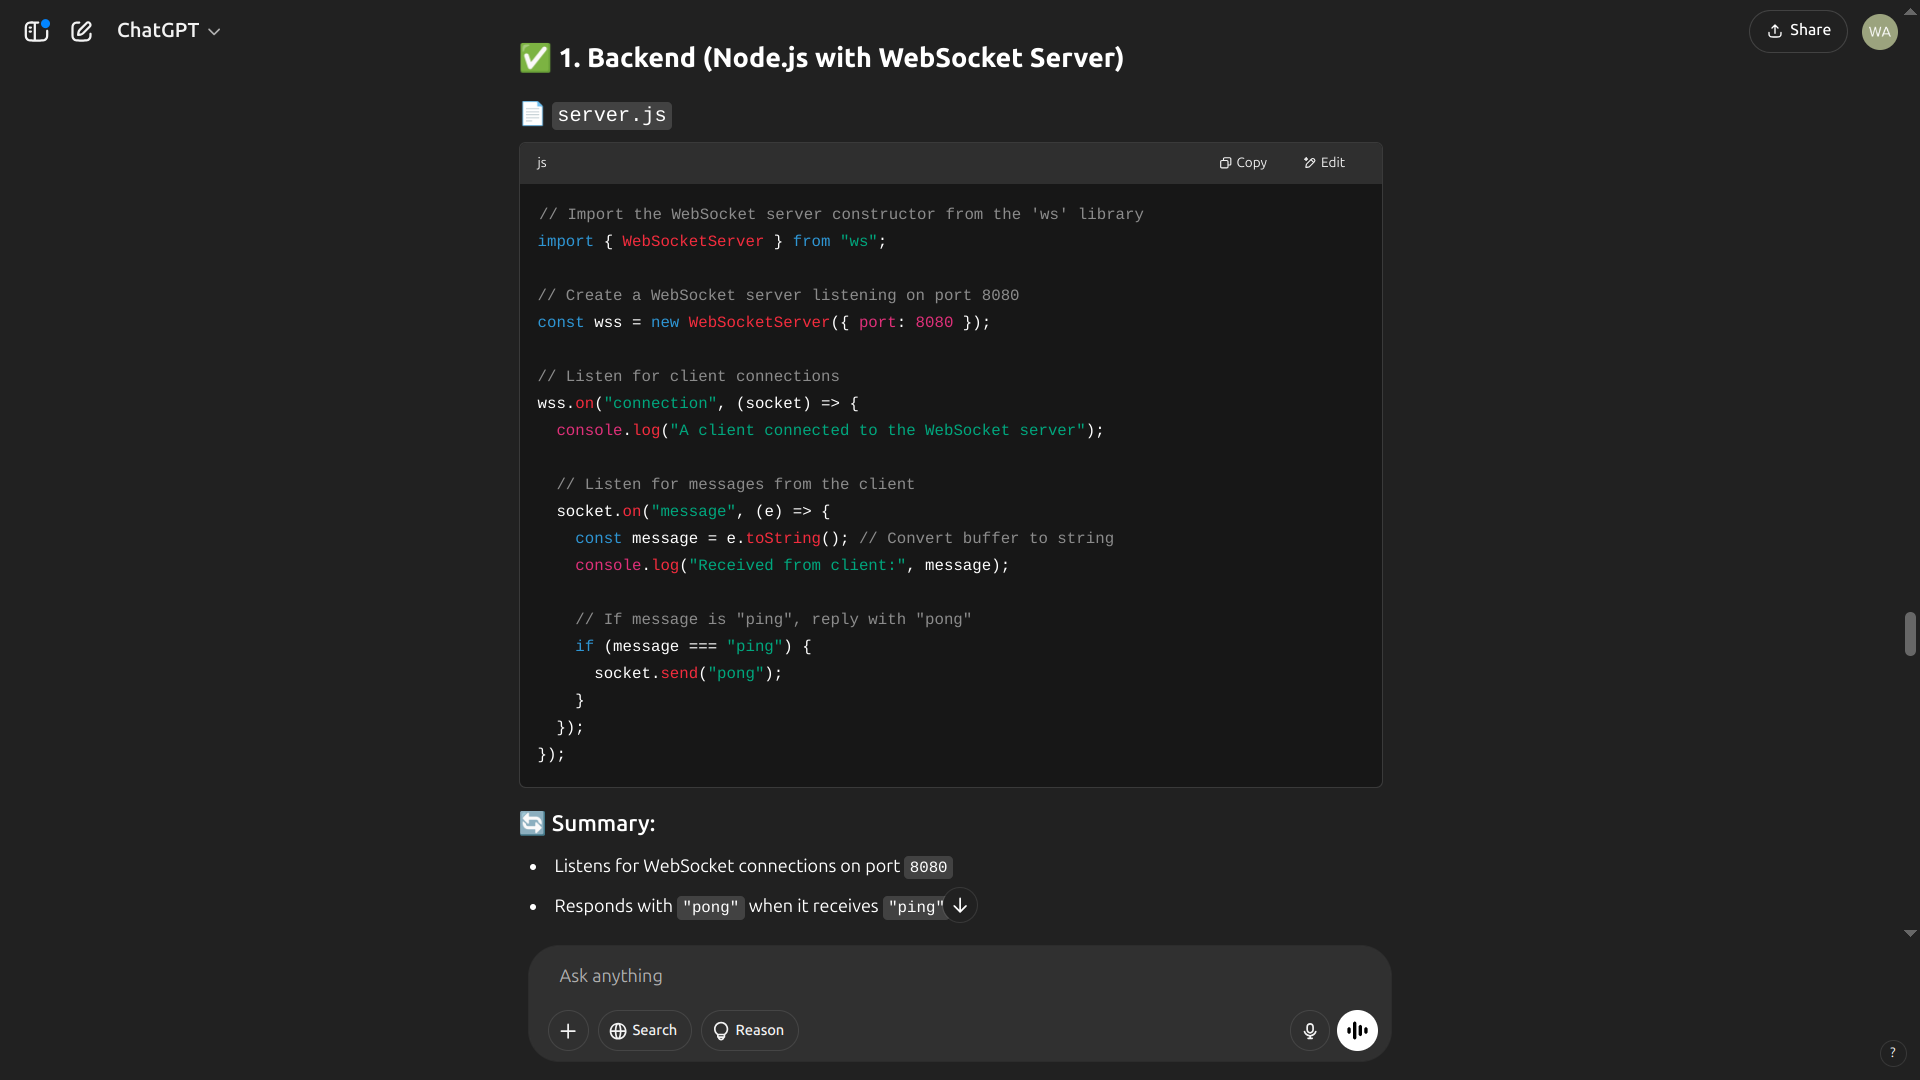 ChatGPT
Share
WA
✅ 1. Backend (Node.js with WebSocket Server)
📄 server.js
js
Copy
Edit
// Import the WebSocket server constructor from the 'ws' library
import { WebSocketServer } from "ws";
// Create a WebSocket server listening on port 8080
const wss = new WebSocketServer({ port: 8080 });
// Listen for client connections
wss.on("connection", (socket) => {
  console.log("A client connected to the WebSocket server");
  // Listen for messages from the client
  socket.on("message", (e) => {
    const message = e.toString(); // Convert buffer to string
    console.log("Received from client:", message);
    // If message is "ping", reply with "pong"
    if (message === "ping") {
      socket.send("pong");
    }
  });
});
🔄 Summary:
• Listens for WebSocket connections on port 8080
• Responds with "pong" when it receives "ping"
Ask anything
Search
Reason
?